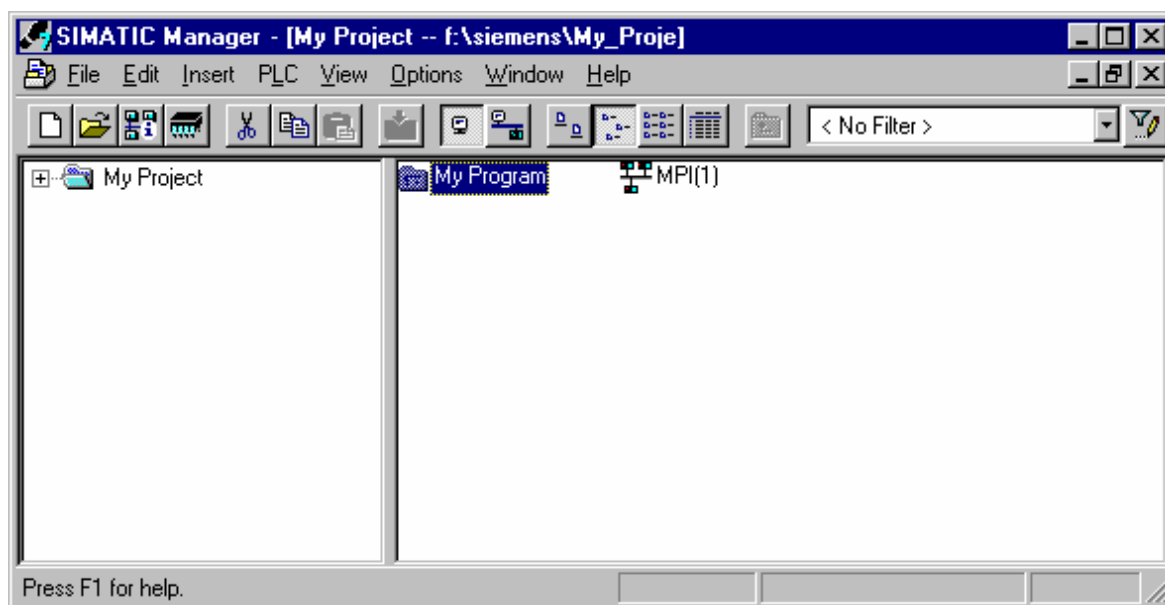 SIMATIC Manager - [My Project -- f:\siemens\My_Proje]
File Edit Insert PLC View Options Window Help
< No Filter >
My Project
My Program MPI(1)
Press F1 for help.